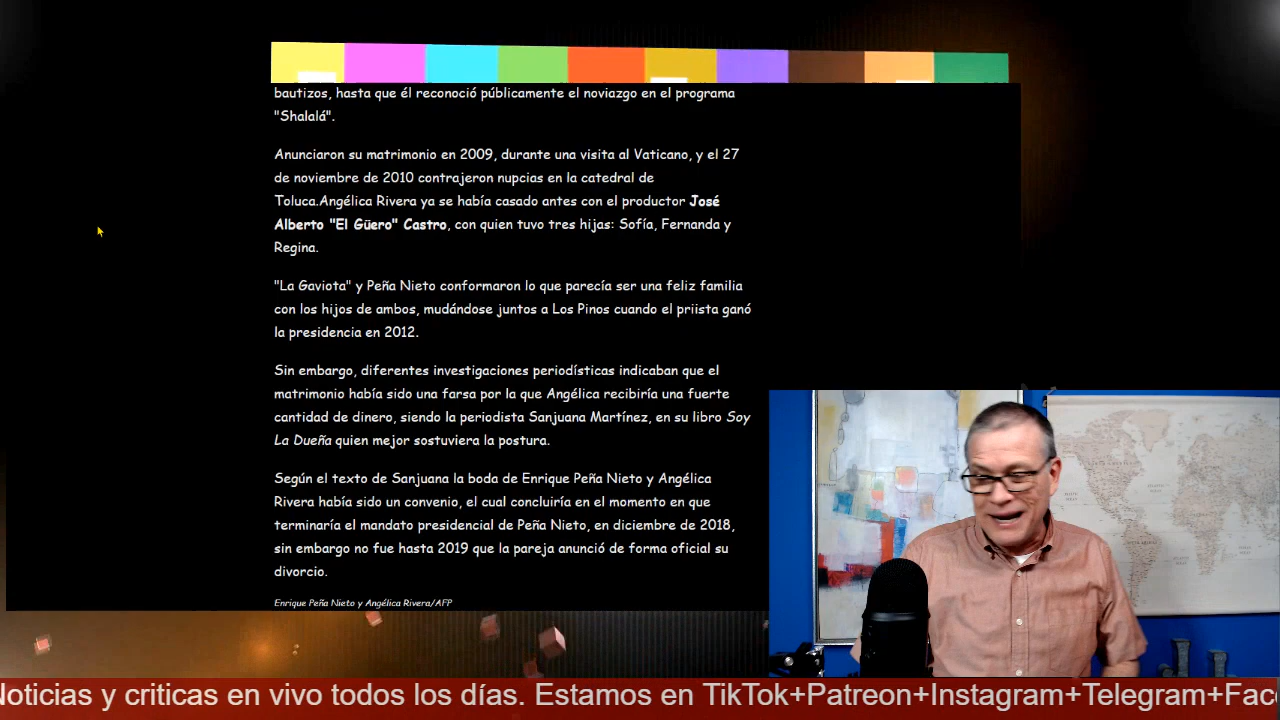 bautizos, hasta que él reconoció públicamente el noviazgo en el programa
"Shalalá".
Anunciaron su matrimonio en 2009, durante una visita al Vaticano, y el 27
de noviembre de 2010 contrajeron nupcias en la catedral de
Toluca.Angélica Rivera ya se había casado antes con el productor José
Alberto "El Güero" Castro, con quien tuvo tres hijas: Sofía, Fernanda y
Regina.
"La Gaviota" y Peña Nieto conformaron lo que parecía ser una feliz familia
con los hijos de ambos, mudándose juntos a Los Pinos cuando el priista ganó
la presidencia en 2012.
Sin embargo, diferentes investigaciones periodísticas indicaban que el
matrimonio había sido una farsa por la que Angélica recibiría una fuerte
cantidad de dinero, siendo la periodista Sanjuana Martínez, en su libro Soy
La Dueña quien mejor sostuviera la postura.
Según el texto de Sanjuana la boda de Enrique Peña Nieto y Angélica
Rivera había sido un convenio, el cual concluiría en el momento en que
terminaría el mandato presidencial de Peña Nieto, en diciembre de 2018,
sin embargo no fue hasta 2019 que la pareja anunció de forma oficial su
divorcio.
Enrique Peña Nieto y Angélica Rivera/AFP
Noticias y criticas en vivo todos los días. Estamos en TikTok+Patreon+Instagram+Telegram+Fac